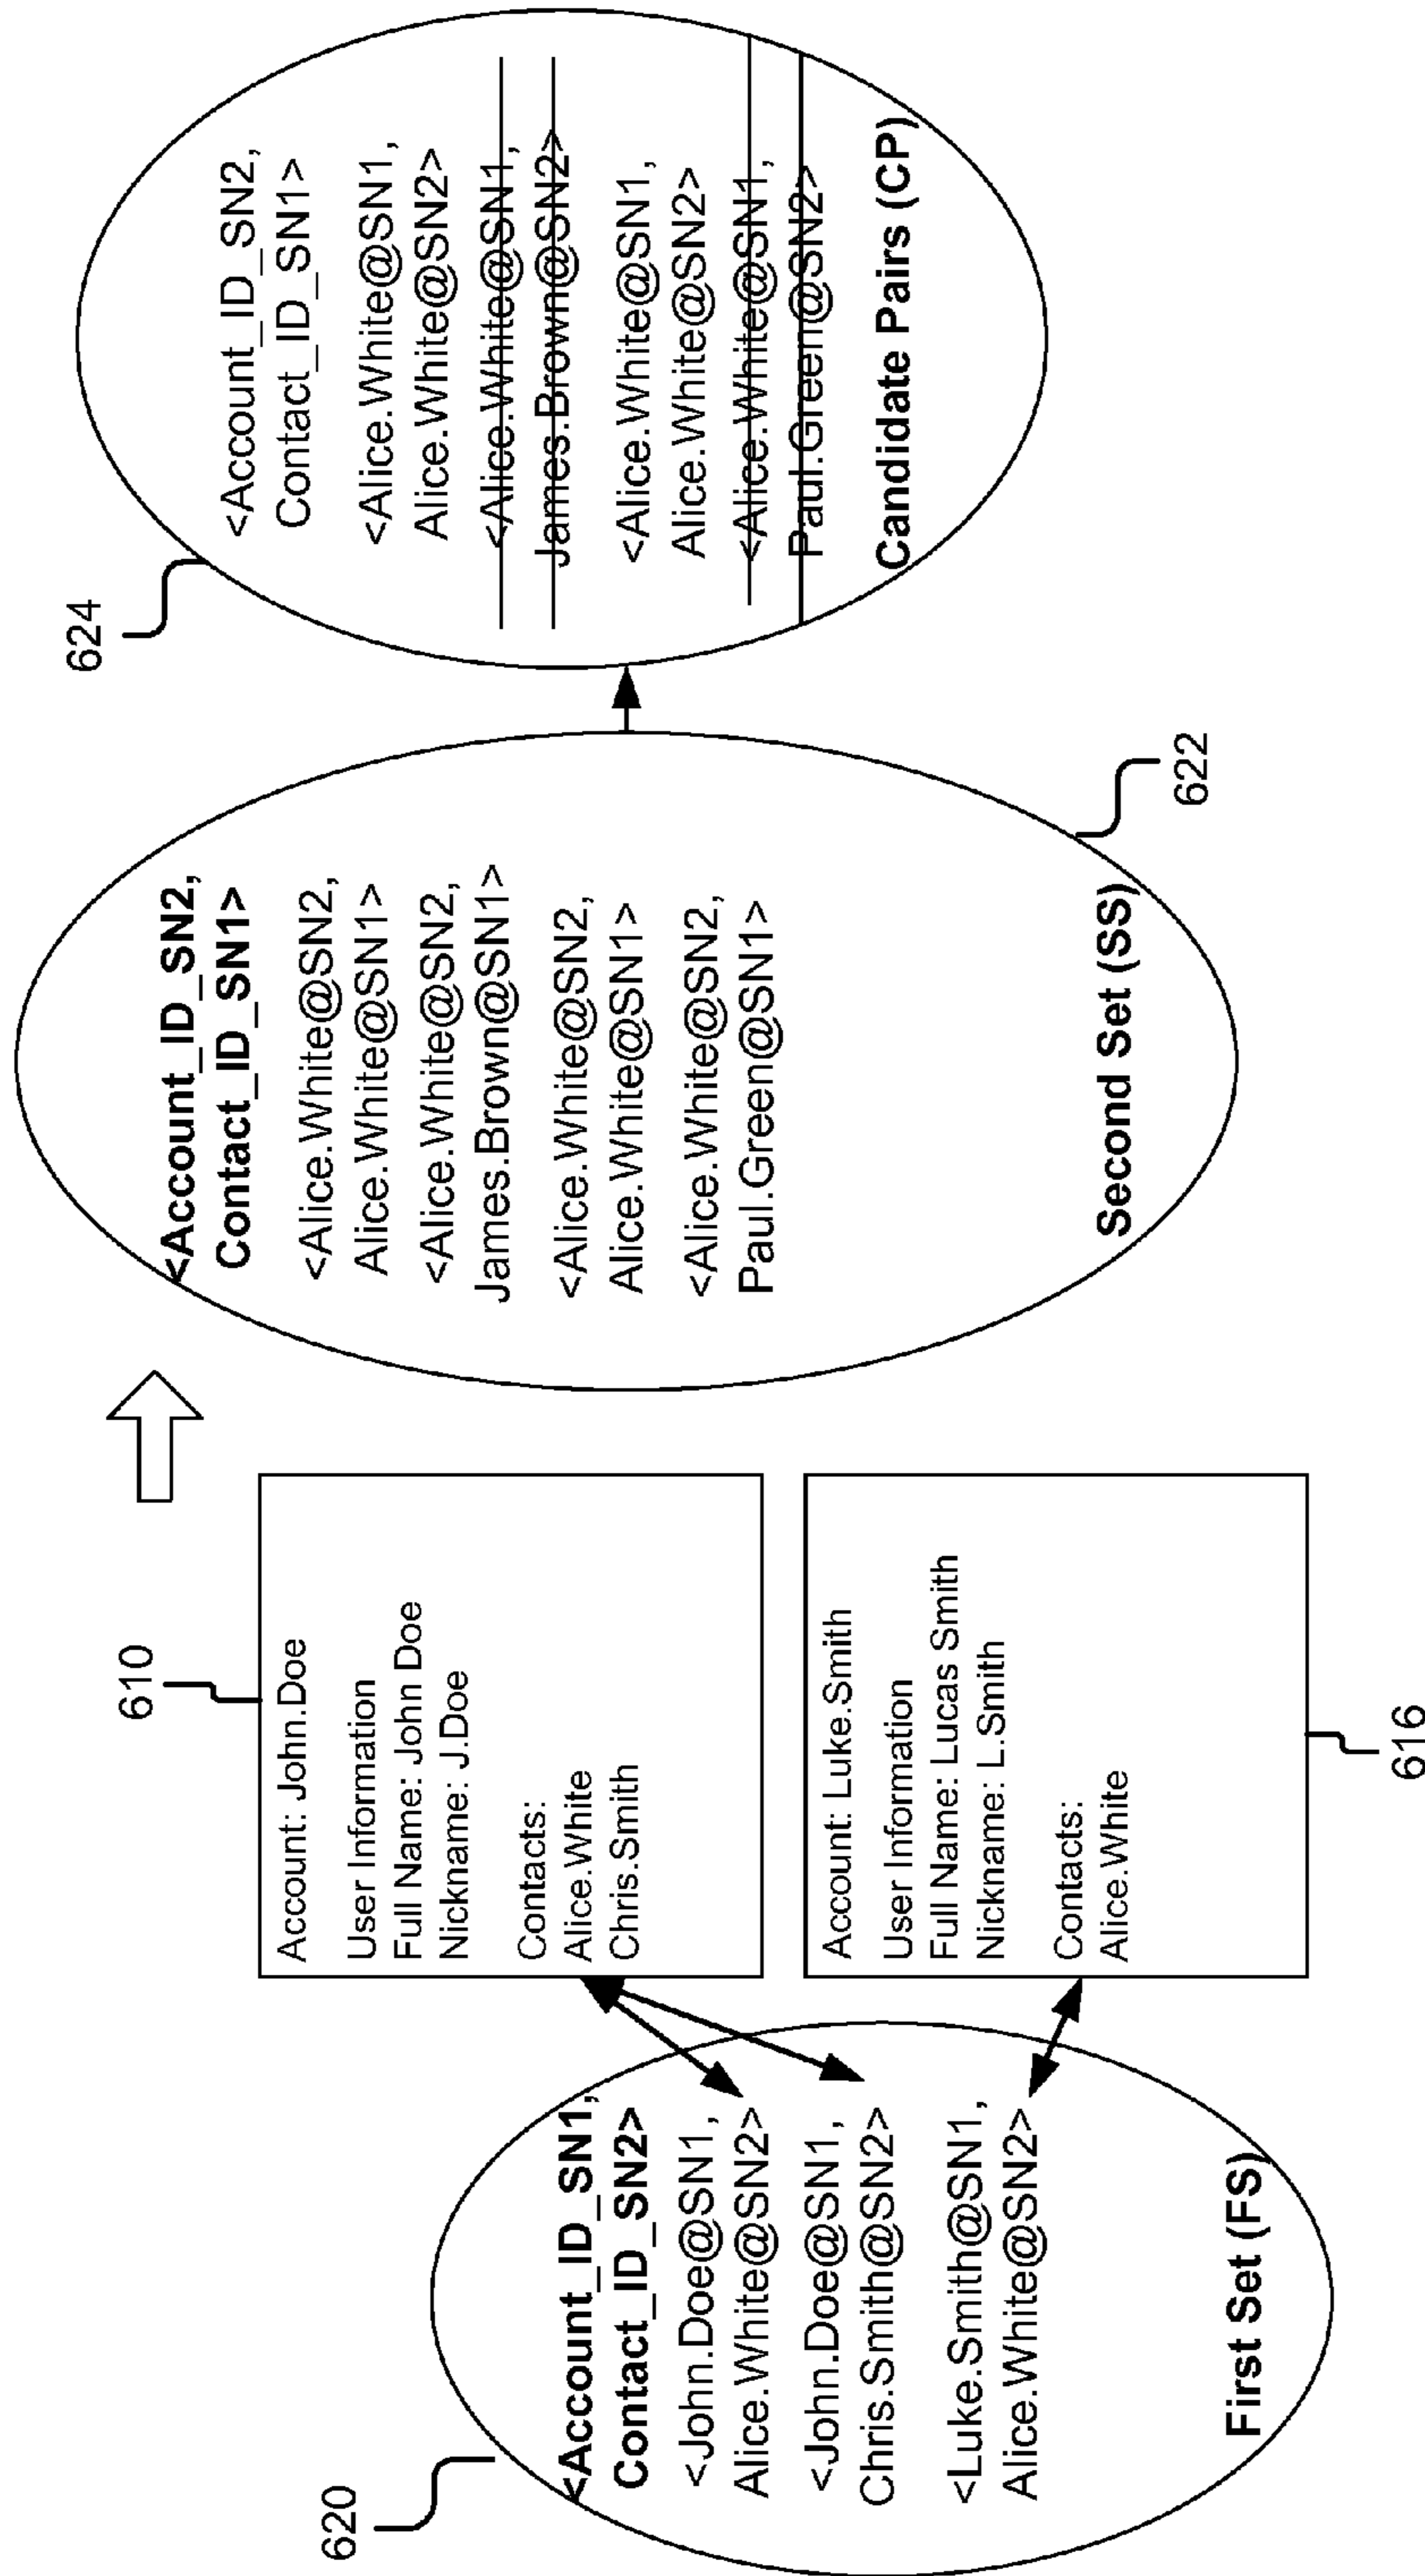 620
<Account_ID_SN1,
Contact_ID_SN2>
<John.Doe@SN1,
Alice.White@SN2>
<John.Doe@SN1,
Chris.Smith@SN2>
<Luke.Smith@SN1,
Alice.White@SN2>
First Set (FS)
610
Account: John.Doe
User Information
Full Name: John Doe
Nickname: J.Doe
Contacts:
Alice.White
Chris.Smith
Account: Luke.Smith
User Information
Full Name: Lucas Smith
Nickname: L.Smith
Contacts:
Alice.White
616
<Account_ID_SN2,
Contact_ID_SN1>
<Alice.White@SN2,
Alice.White@SN1>
<Alice.White@SN2,
James.Brown@SN1>
<Alice.White@SN2,
Alice.White@SN1>
<Alice.White@SN2,
Paul.Green@SN1>
Second Set (SS)
622
624
<Account_ID_SN2,
Contact_ID_SN1>
<Alice.White@SN1,
Alice.White@SN2>
<Alice.White@SN1,
James.Brown@SN2>
<Alice.White@SN1,
Alice.White@SN2>
<Alice.White@SN1,
Paul.Green@SN2>
Candidate Pairs (CP)